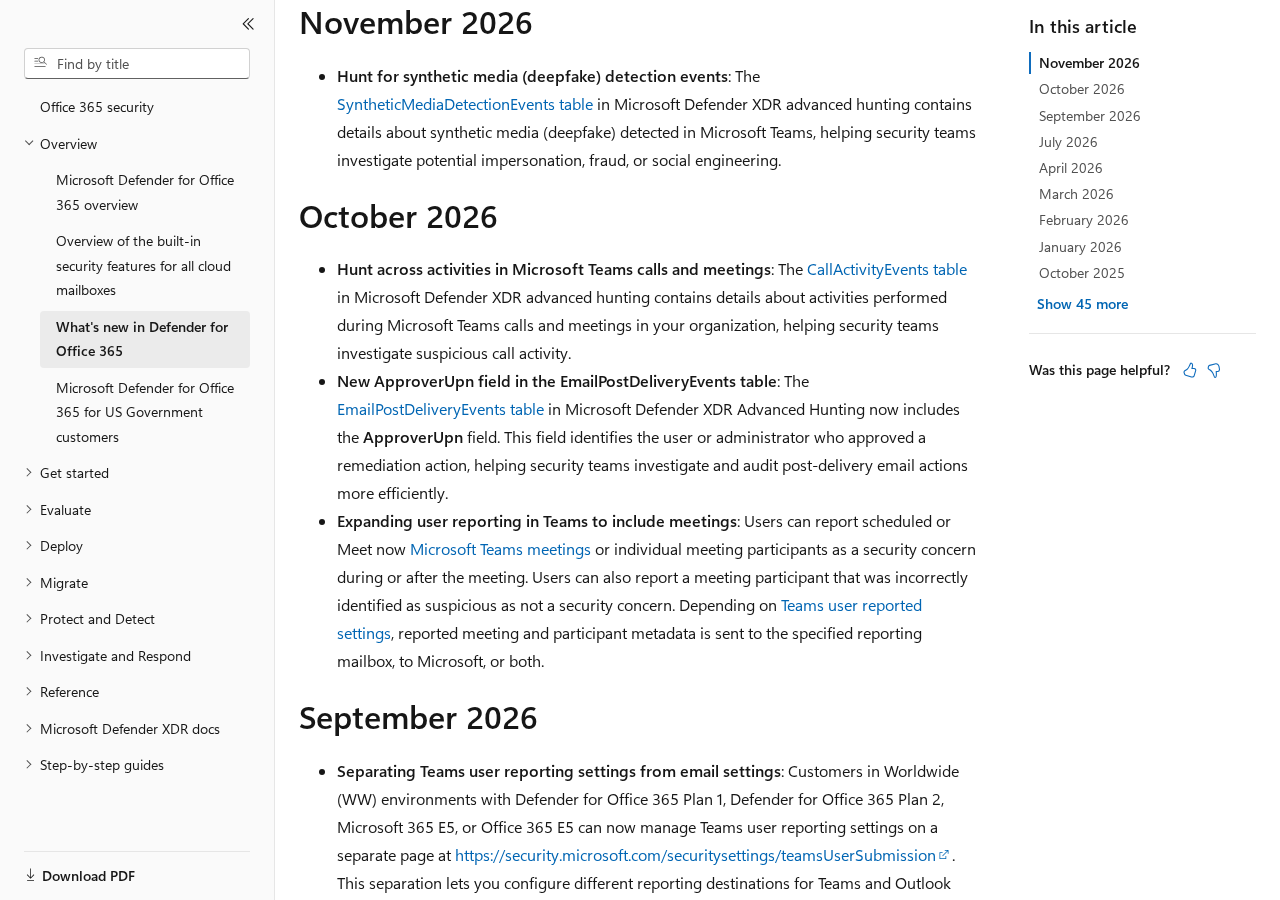 Find by title
Office 365 security
Overview
Microsoft Defender for Office
365 overview
Overview of the built-in
security features for all cloud
mailboxes
What's new in Defender for
Office 365
Microsoft Defender for Office
365 for US Government
customers
Get started
Evaluate
Deploy
Migrate
Protect and Detect
Investigate and Respond
Reference
Microsoft Defender XDR docs
Step-by-step guides
Download PDF
November 2026
Hunt for synthetic media (deepfake) detection events: The
SyntheticMediaDetectionEvents table in Microsoft Defender XDR advanced hunting contains
details about synthetic media (deepfake) detected in Microsoft Teams, helping security teams
investigate potential impersonation, fraud, or social engineering.
October 2026
Hunt across activities in Microsoft Teams calls and meetings: The CallActivityEvents table
in Microsoft Defender XDR advanced hunting contains details about activities performed
during Microsoft Teams calls and meetings in your organization, helping security teams
investigate suspicious call activity.
New ApproverUpn field in the EmailPostDeliveryEvents table: The
EmailPostDeliveryEvents table in Microsoft Defender XDR Advanced Hunting now includes
the ApproverUpn field. This field identifies the user or administrator who approved a
remediation action, helping security teams investigate and audit post-delivery email actions
more efficiently.
Expanding user reporting in Teams to include meetings: Users can report scheduled or
Meet now Microsoft Teams meetings or individual meeting participants as a security concern
during or after the meeting. Users can also report a meeting participant that was incorrectly
identified as suspicious as not a security concern. Depending on Teams user reported
settings, reported meeting and participant metadata is sent to the specified reporting
mailbox, to Microsoft, or both.
September 2026
Separating Teams user reporting settings from email settings: Customers in Worldwide
(WW) environments with Defender for Office 365 Plan 1, Defender for Office 365 Plan 2,
Microsoft 365 E5, or Office 365 E5 can now manage Teams user reporting settings on a
separate page at https://security.microsoft.com/securitysettings/teamsUserSubmission.
This separation lets you configure different reporting destinations for Teams and Outlook
In this article
November 2026
October 2026
September 2026
July 2026
April 2026
March 2026
February 2026
January 2026
October 2025
Show 45 more
Was this page helpful?